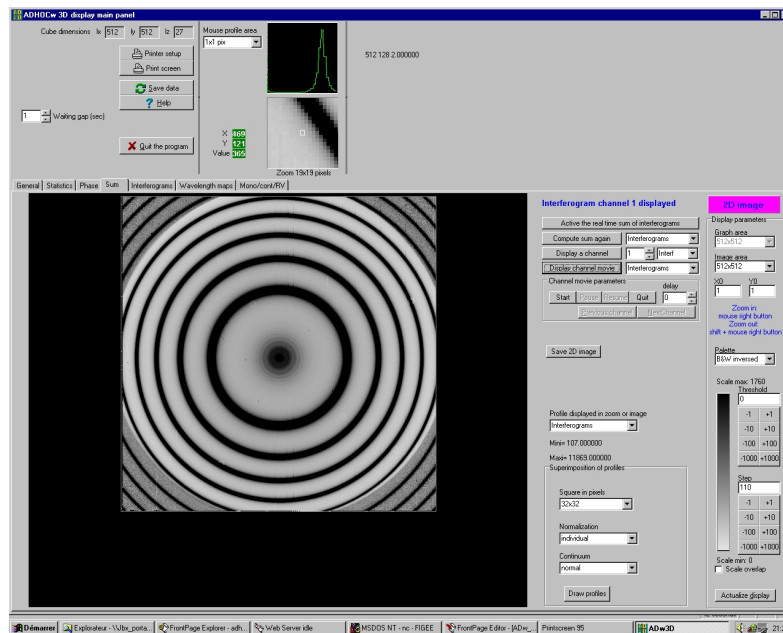 ADHOCw 3D display main panel
Cube dimensions lx 512 ly 512 lz 27
Printer setup
Print screen
Save data
Help
1 Waiting gap (sec)
Quit the program
Mouse profile area
1x1 pix
512 128 2.000000
X 469
Y 121
Value 365
Zoom 19x19 pixels
General Statistics Phase Sum Interferograms Wavelength maps Mono/cont/RV
Interferogram channel 1 displayed
Active the real time sum of interferograms
Compute sum again Interferograms
Display a channel 1 Interf
Display channel movie Interferograms
Channel movie parameters
delay
Start Pause Resume Quit 0
Previous channel NextChannel
Save 2D image
Profile displayed in zoom or image
Interferograms
Mini= 107.000000
Maxi= 11869.000000
Superimposition of profiles
Square in pixels
32x32
Normalization
individual
Continuum
normal
Draw profiles
2D image
Display parameters
Graph area
512x512
Image area
512x512
X0 Y0
1 1
Zoom in:
mouse right button
Zoom out:
shift + mouse right button
Palette
B&W inversed
Scale max: 1760
Threshold
0
-1 +1
-10 +10
-100 +100
-1000 +1000
Step
110
-1 +1
-10 +10
-100 +100
-1000 +1000
Scale min: 0
Scale overlap
Actualize display
Démarrer Explorateur - \\Jbx_porta... FrontPage Explorer - adh... Web Server idle MSDOS NT - nc - FIGEE FrontPage Editor - [ADw_... Printscreen 95 ADw3D